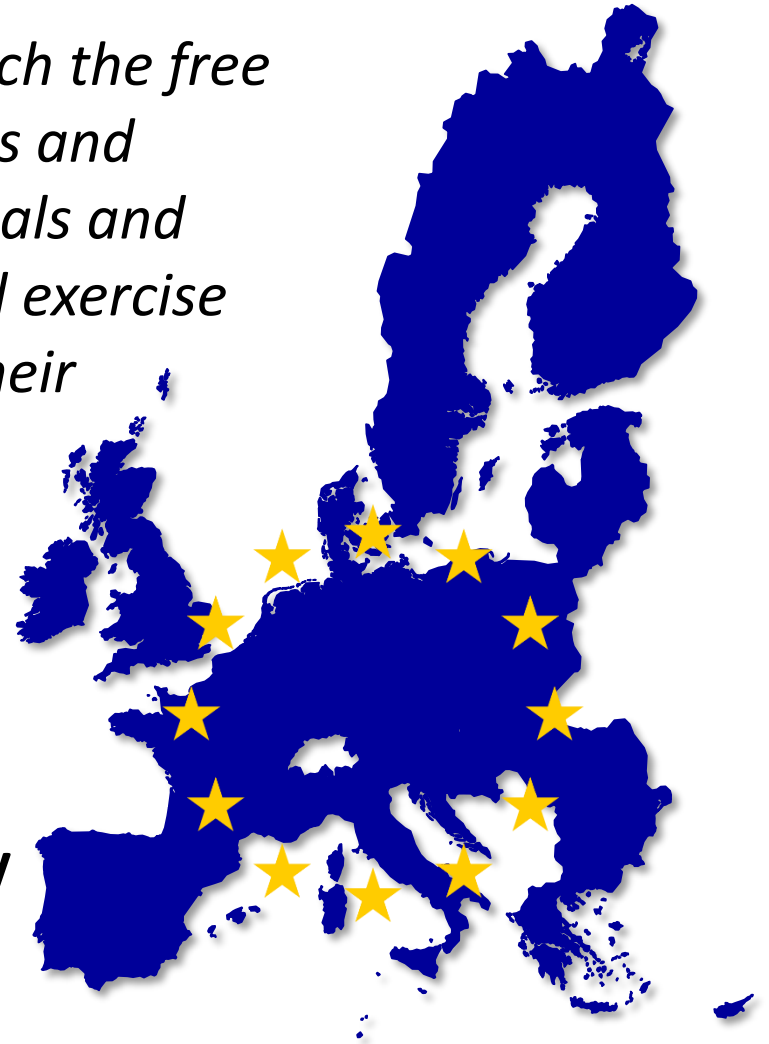 ch the free
s and
als and
exercise
heir